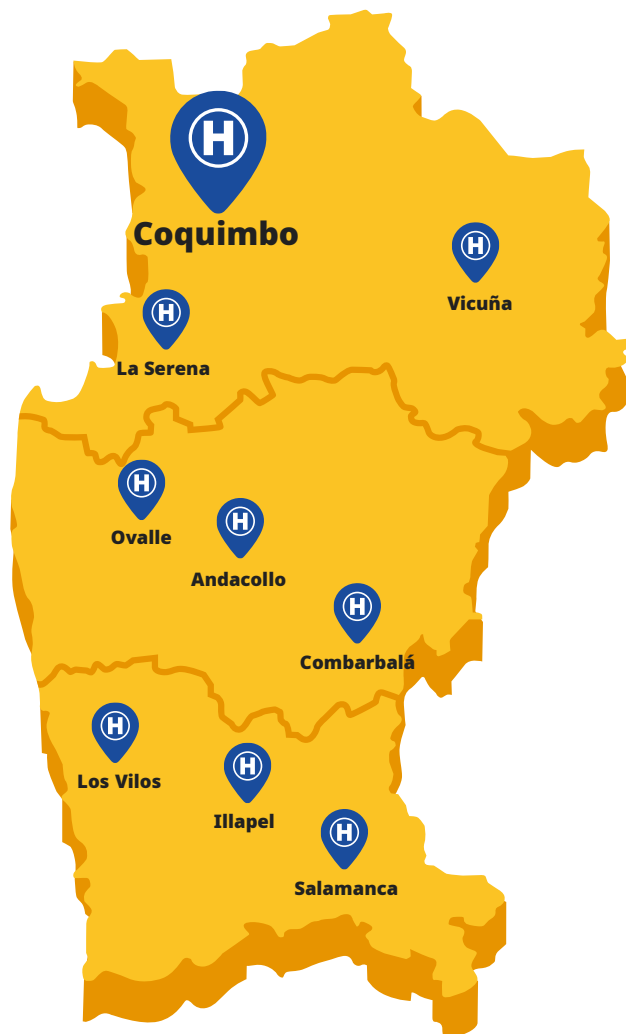 H
Coquimbo
H
Vicuña
H
La Serena
H
Ovalle
H
Andacollo
H
Combarbalá
H
Los Vilos
H
Illapel
H
Salamanca